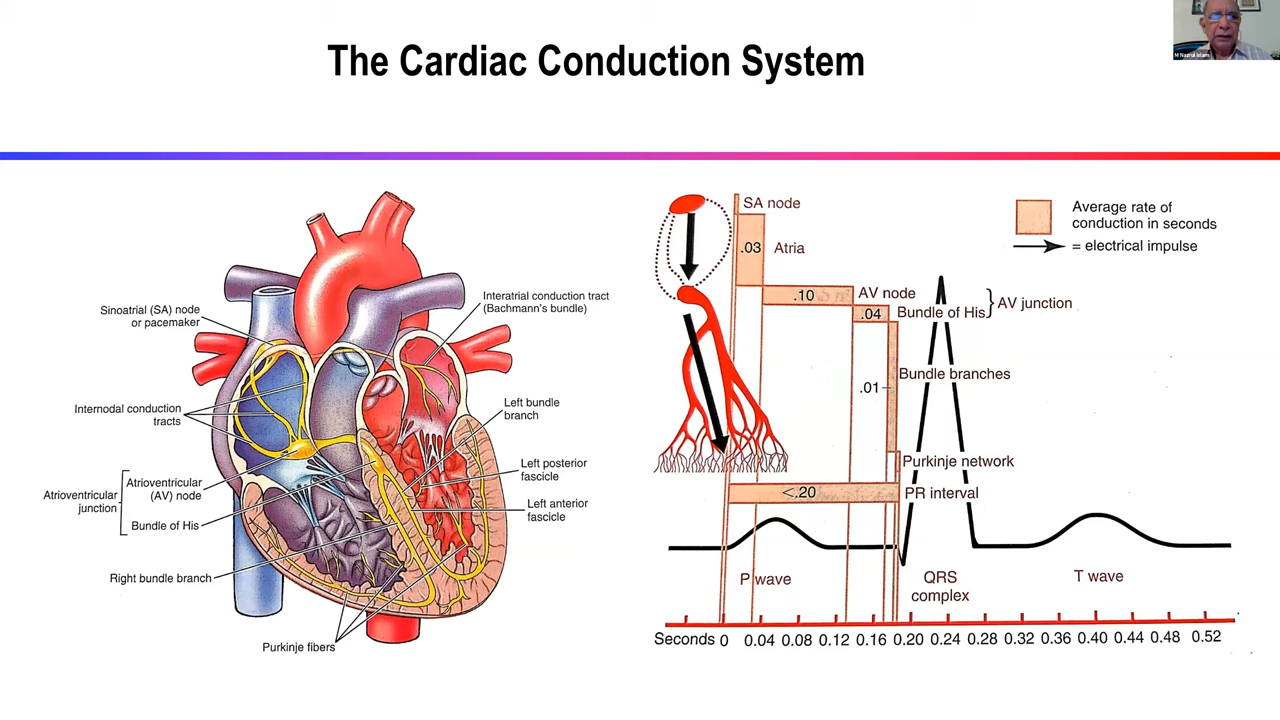 The Cardiac Conduction System
M Nazrul Islam
Sinoatrial (SA) node
or pacemaker
Internodal conduction
tracts
Atrioventricular
junction
Atrioventricular
(AV) node
Bundle of His
Right bundle branch
Purkinje fibers
Interatrial conduction tract
(Bachmann's bundle)
Left bundle
branch
Left posterior
fascicle
Left anterior
fascicle
SA node
.03
Atria
.10
AV node
.04
Bundle of His
AV junction
.01
Bundle branches
Purkinje network
<.20
PR interval
Average rate of
conduction in seconds
= electrical impulse
P wave
QRS
complex
T wave
Seconds 0 0.04 0.08 0.12 0.16 0.20 0.24 0.28 0.32 0.36 0.40 0.44 0.48 0.52